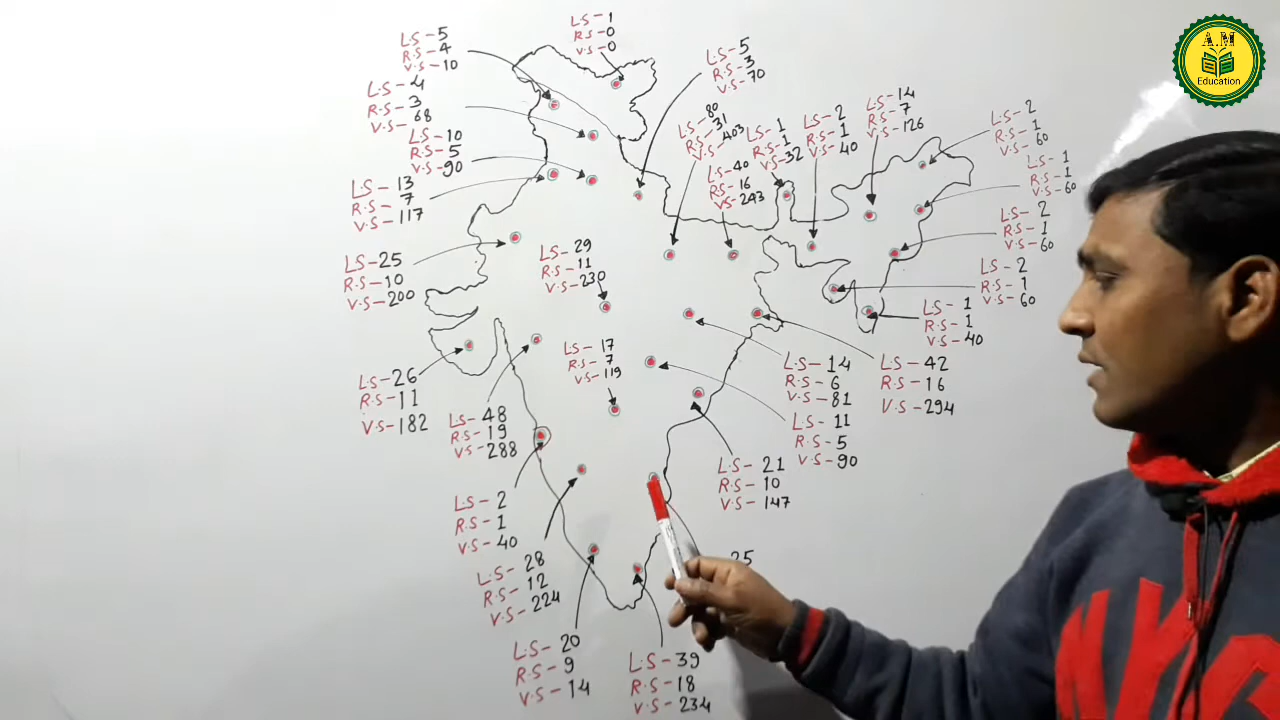 A.M
Education
L.S-1
R.S-0
V.S-0
L.S-5
R.S-4
V.S-10
L.S-4
R.S-3
V.S-68
L.S-10
R.S-5
V.S-90
L.S-13
R.S-7
V.S-117
L.S-25
R.S-10
V.S-200
L.S-26
R.S-11
V.S-182
L.S-5
R.S-3
V.S-70
L.S-80
R.S-31
V.S-403
L.S-40
R.S-16
V.S-243
L.S-1
R.S-1
V.S-32
L.S-2
R.S-1
V.S-40
L.S-14
R.S-7
V.S-126
L.S-2
R.S-1
V.S-60
L.S-1
R.S-1
V.S-60
L.S-2
R.S-1
V.S-60
L.S-2
R.S-1
V.S-60
L.S-1
R.S-1
V.S-40
L.S-29
R.S-11
V.S-230
L.S-17
R.S-7
V.S-119
L.S-48
R.S-19
V.S-288
L.S-14
R.S-6
V.S-81
L.S-42
R.S-16
V.S-294
L.S-11
R.S-5
V.S-90
L.S-21
R.S-10
V.S-147
L.S-2
R.S-1
V.S-40
L.S-28
R.S-12
V.S-224
L.S-20
R.S-9
V.S-14
L.S-39
R.S-18
V.S-234
25